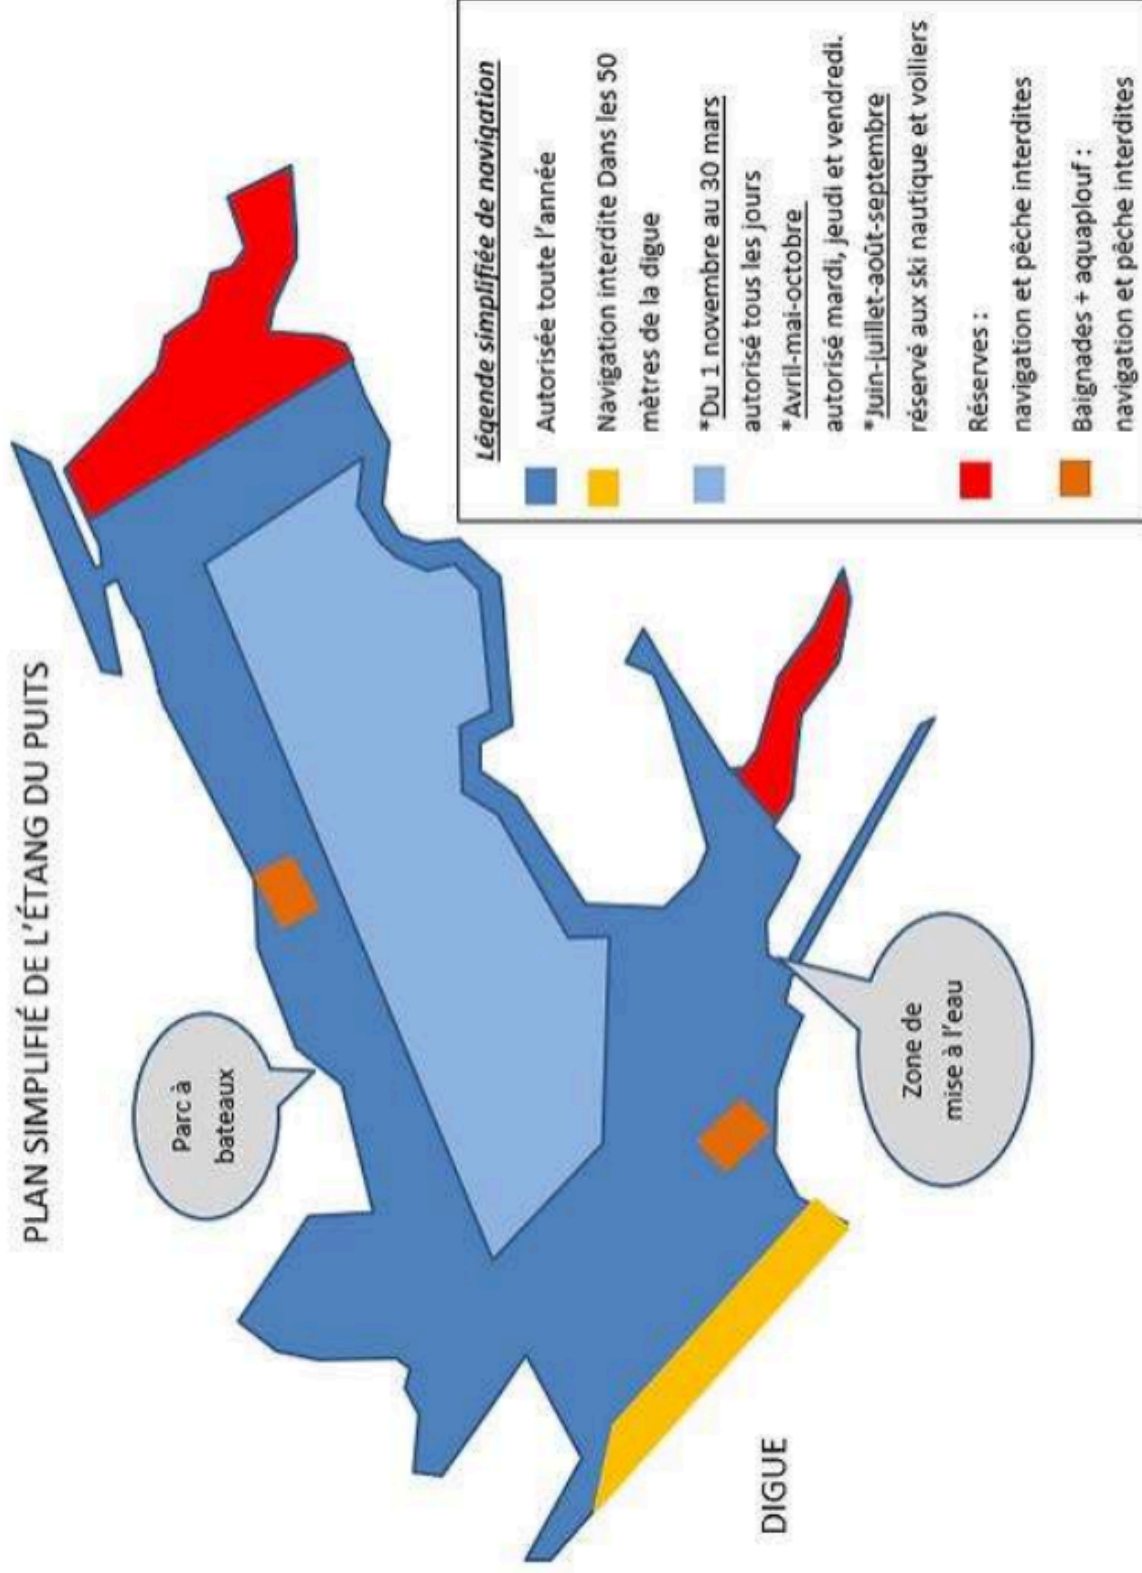 PLAN SIMPLIFIÉ DE L'ÉTANG DU PUITS
Parc à
bateaux
Zone de
mise à l'eau
DIGUE
Légende simplifiée de navigation
Autorisée toute l'année
Navigation interdite Dans les 50
mètres de la digue
*Du 1 novembre au 30 mars
autorisé tous les jours
*Avril-mai-octobre
autorisé mardi, jeudi et vendredi.
*Juin-juillet-août-septembre
réservé aux ski nautique et voiliers
Réserves :
navigation et pêche interdites
Baignades + aquaplouf :
navigation et pêche interdites